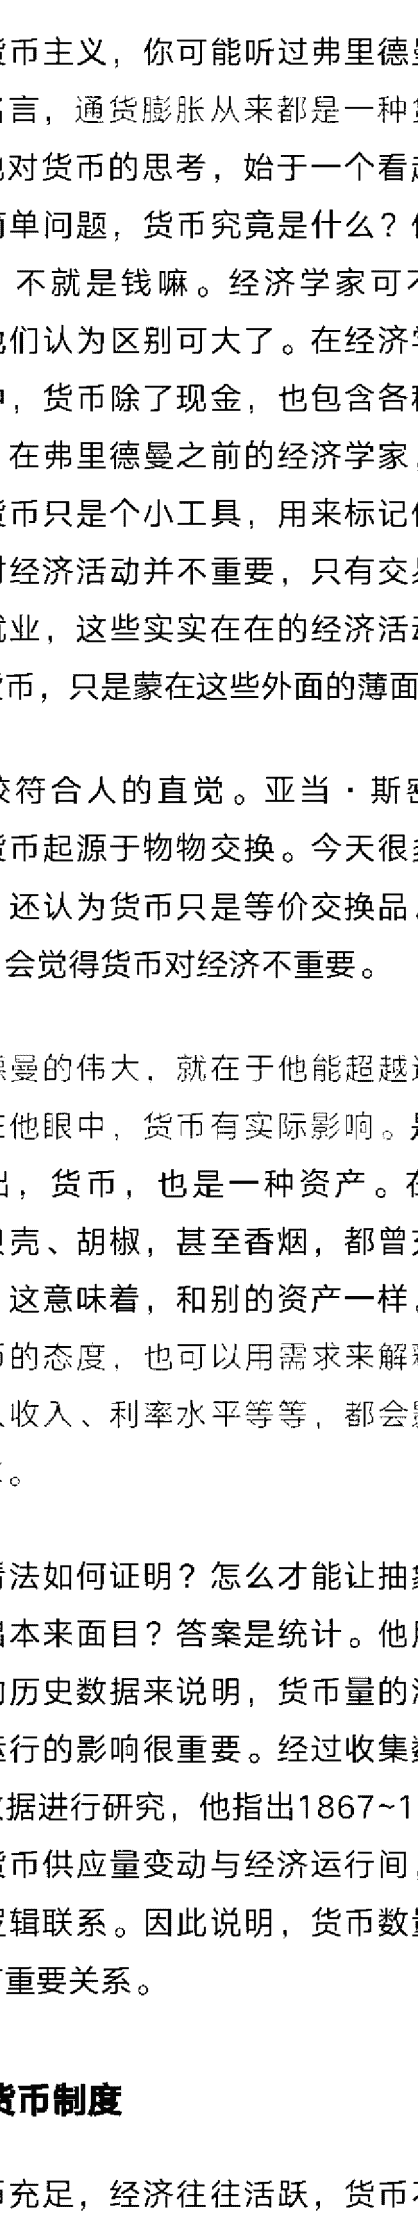 币主义，你可能听过弗里德
名言，通货膨胀从来都是一种
对货币的思考，始于一个看
简单问题，货币究竟是什么？
，不就是钱嘛。经济学家可不
他们认为区别可大了。在经济学
中，货币除了现金，也包含各种
在弗里德曼之前的经济学家，
货币只是个小工具，用来标记
对经济活动并不重要，只有交易
就业，这些实实在在的经济活动
货币，只是蒙在这些外面的薄面
较符合人的直觉。亚当·斯密
货币起源于物物交换。今天很多
还认为货币只是等价交换品，
会觉得货币对经济不重要。
德曼的伟大，就在于他能超越
在他眼中，货币有实际影响。
出，货币，也是一种资产。在
贝壳、胡椒，甚至香烟，都曾充
这意味着，和别的资产一样，
币的态度，也可以用需求来解释
人收入、利率水平等等，都会影
。
看法如何证明？怎么才能让抽象
出本来面目？答案是统计。他用
的历史数据来说明，货币量的
运行的影响很重要。经过收集数
数据进行研究，他指出1867~1
货币供应量变动与经济运行间，
逻辑联系。因此说明，货币数量
有重要关系。
货币制度
币充足，经济往往活跃，货币不